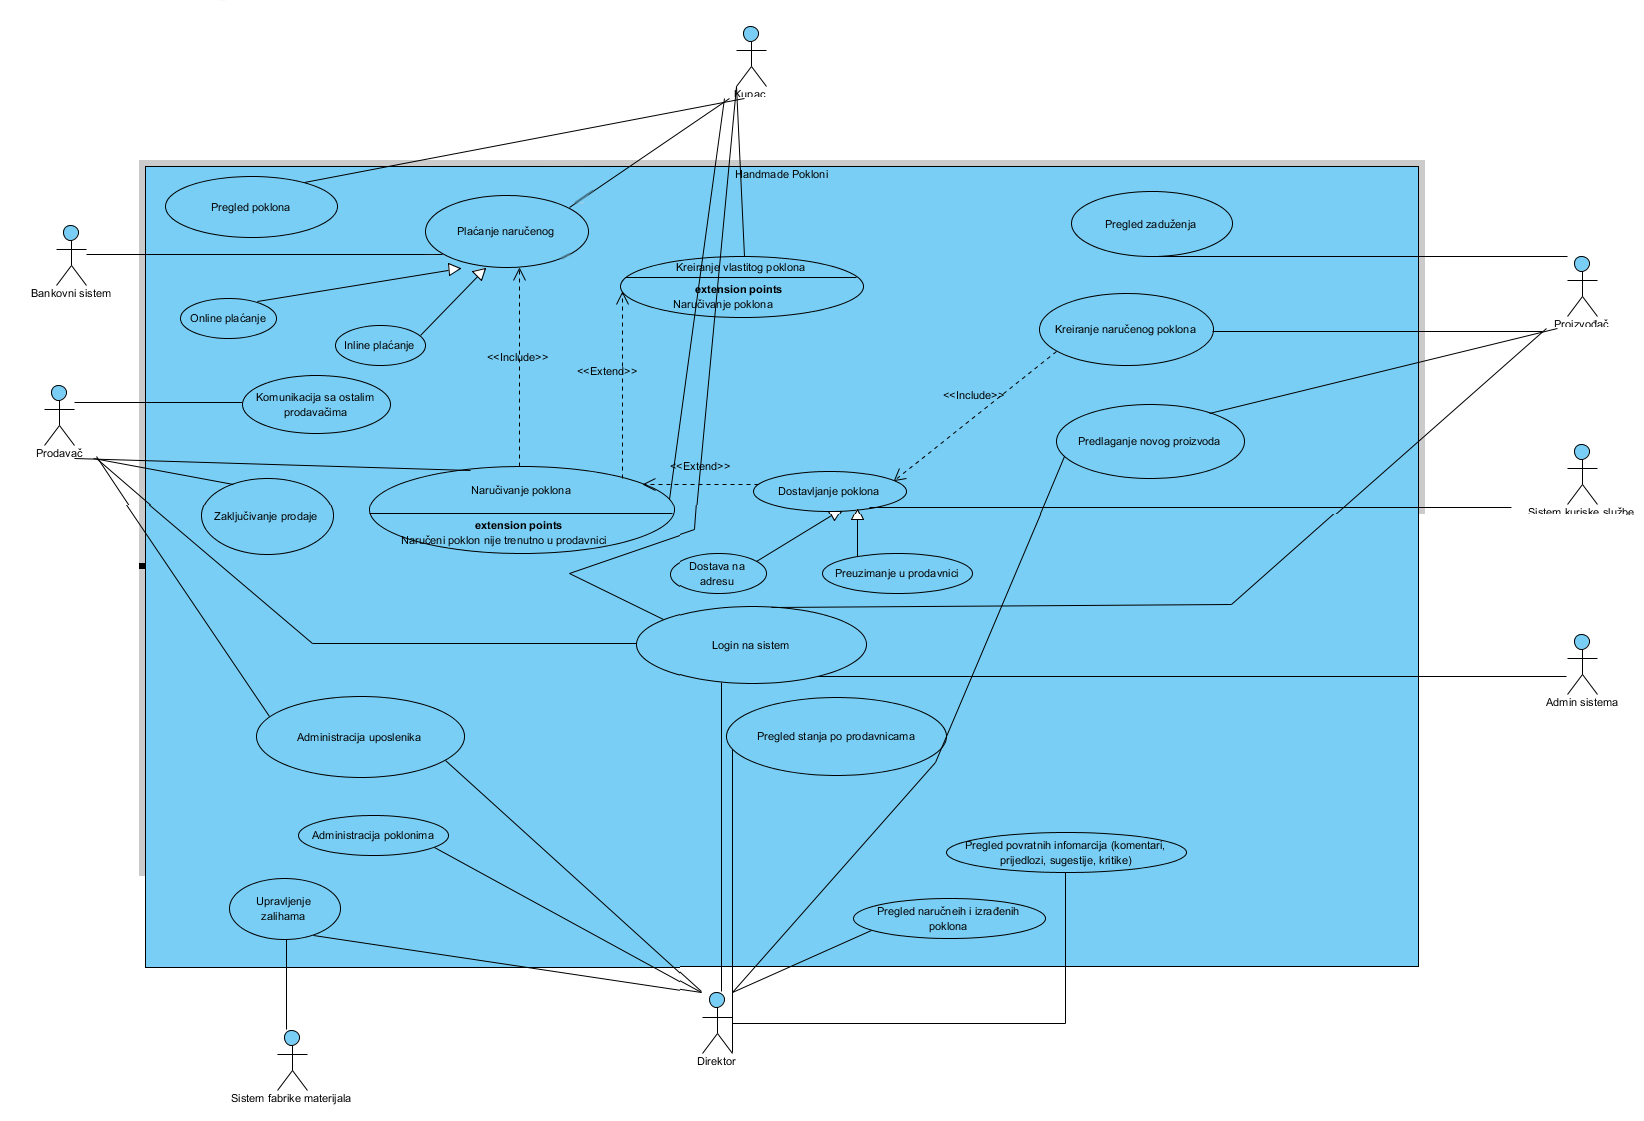 Kupac
Handmade Pokloni
Pregled poklona
Plaćanje naručenog
Pregled zaduženja
Bankovni sistem
Kreiranje vlastitog poklona
extension points
Naručivanje poklona
Online plaćanje
Inline plaćanje
Kreiranje naručenog poklona
Proizvođač
<<Include>>
<<Extend>>
<<Include>>
Komunikacija sa ostalim
prodavačima
Prodavač
Predlaganje novog proizvoda
<<Extend>>
Naručivanje poklona
extension points
Naručeni poklon nije trenutno u prodavnici
Dostavljanje poklona
Zaključivanje prodaje
Sistem kuriske službe
Dostava na
adresu
Preuzimanje u prodavnici
Login na sistem
Admin sistema
Administracija uposlenika
Pregled stanja po prodavnicama
Administracija poklonima
Pregled povratnih infomarcija (komentari,
prijedlozi, sugestije, kritike)
Upravljenje
zalihama
Pregled naručneih i izrađenih
poklona
Direktor
Sistem fabrike materijala